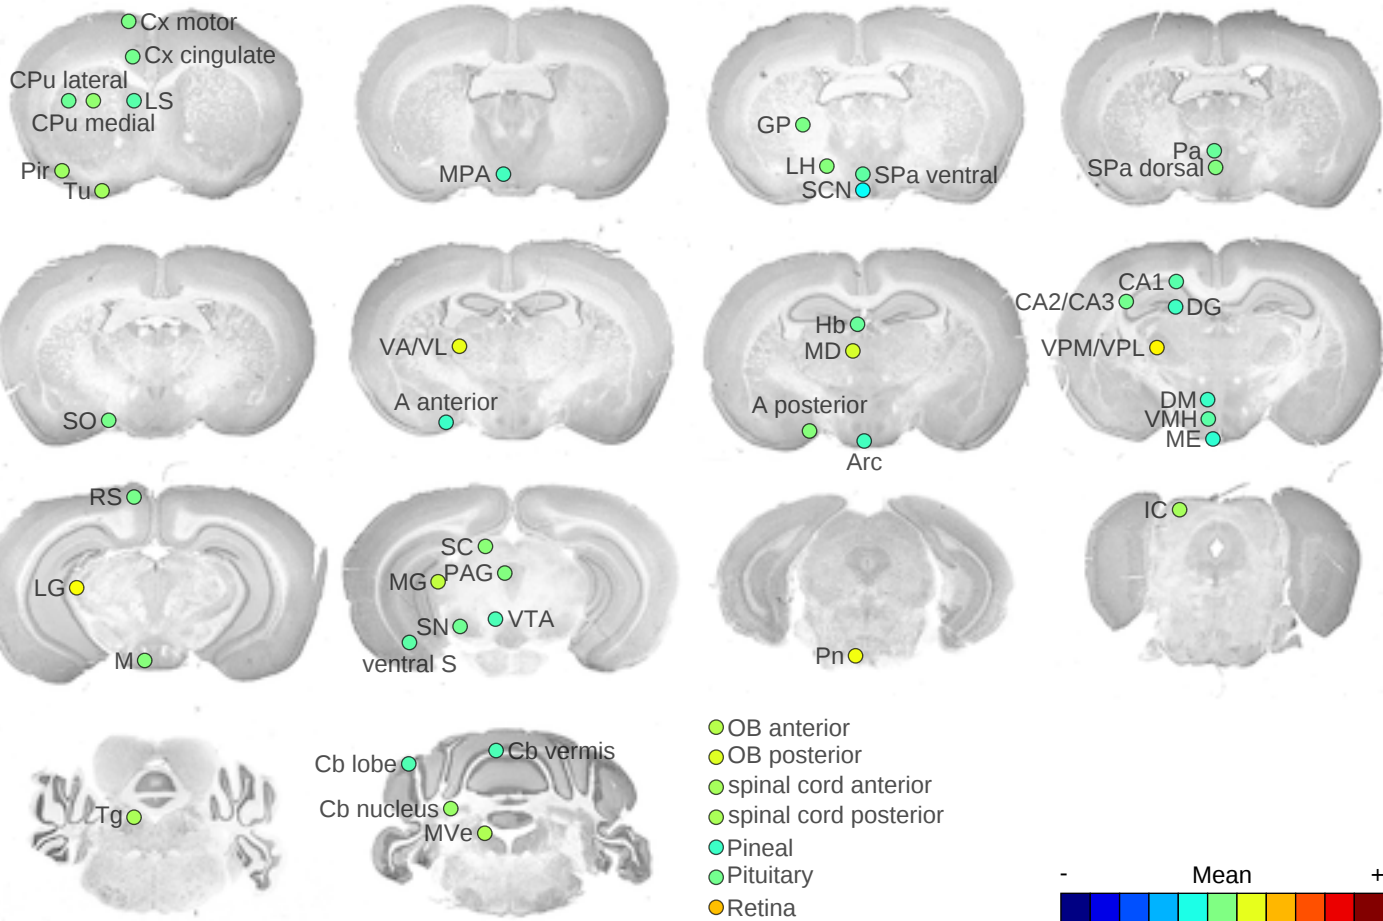 Cx motor
Cx cingulate
CPu lateral
LS
CPu medial
Pir
Tu
MPA
GP
LH
SPa ventral
SCN
Pa
SPa dorsal
SO
VA/VL
A anterior
Hb
MD
A posterior
Arc
CA1
CA2/CA3
DG
VPM/VPL
DM
VMH
ME
RS
LG
M
SC
MG
PAG
SN
VTA
ventral S
Pn
IC
Tg
Cb lobe
Cb vermis
Cb nucleus
MVe
OB anterior
OB posterior
spinal cord anterior
spinal cord posterior
Pineal
Pituitary
Retina
- Mean +